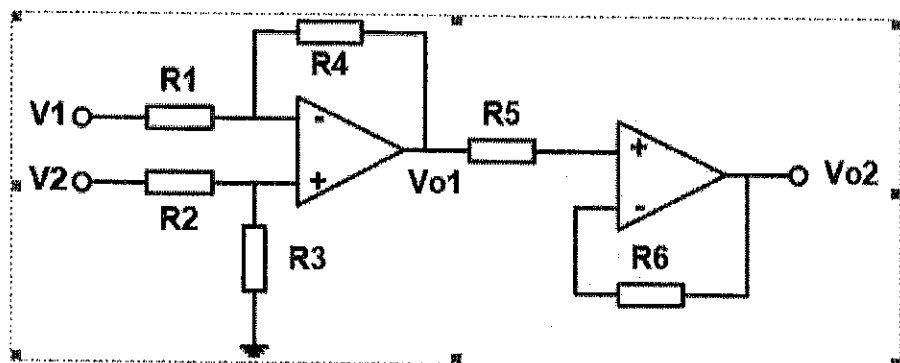 R4
R1
V1
-
R5
+
V2
+
Vo1
Vo2
R2
-
R3
R6